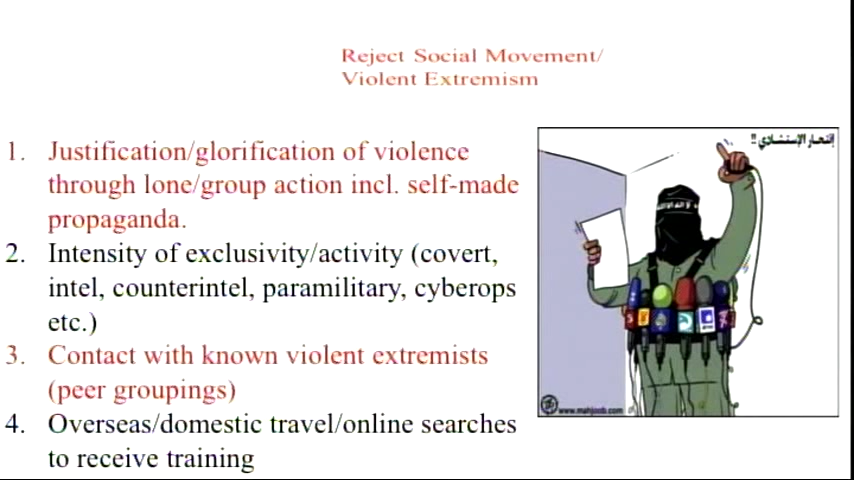 Reject Social Movement/
Violent Extremism
1. Justification/glorification of violence
through lone/group action incl. self-made
propaganda.
2. Intensity of exclusivity/activity (covert,
intel, counterintel, paramilitary, cyberops
etc.)
3. Contact with known violent extremists
(peer groupings)
4. Overseas/domestic travel/online searches
to receive training
!! إنتحار الإستشادي
www.mahjoob.com